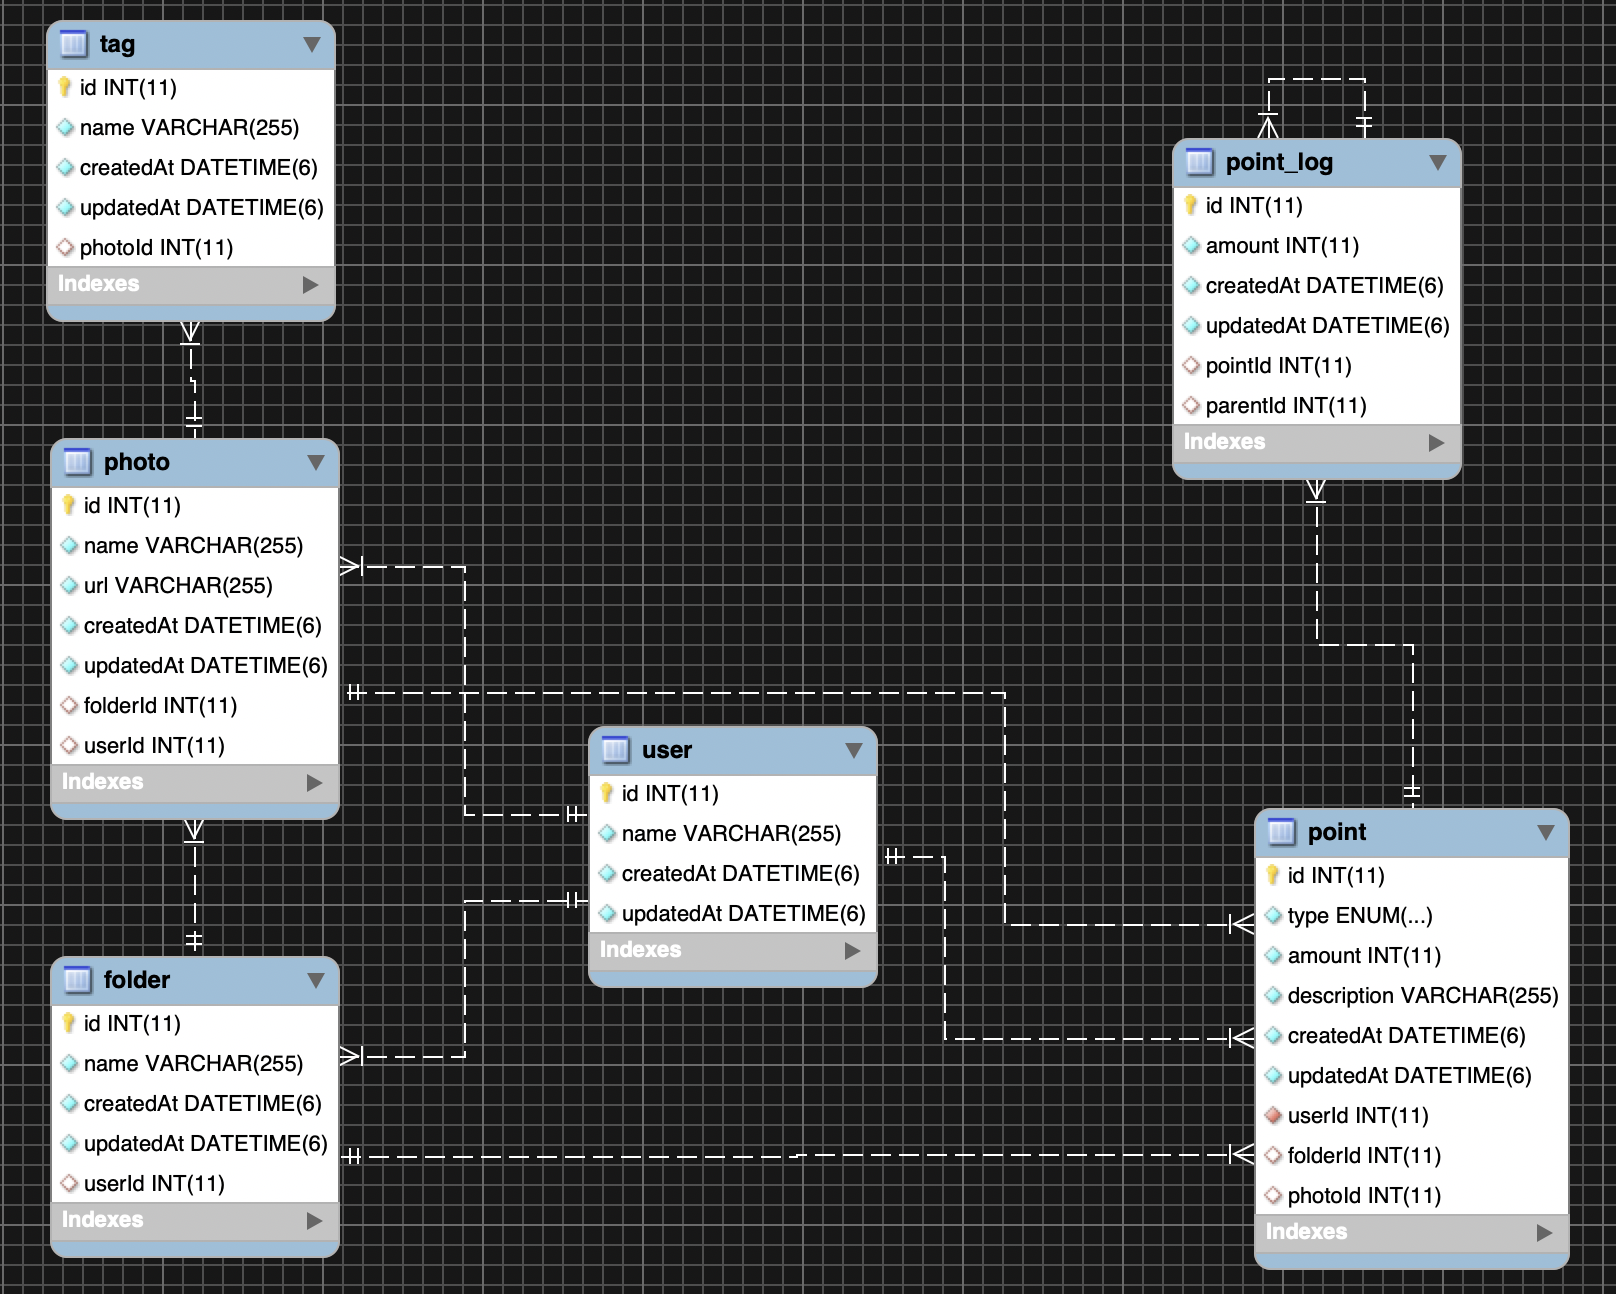 tag
id INT(11)
name VARCHAR(255)
createdAt DATETIME(6)
updatedAt DATETIME(6)
photoId INT(11)
Indexes
point_log
id INT(11)
amount INT(11)
createdAt DATETIME(6)
updatedAt DATETIME(6)
pointId INT(11)
parentId INT(11)
Indexes
photo
id INT(11)
name VARCHAR(255)
url VARCHAR(255)
createdAt DATETIME(6)
updatedAt DATETIME(6)
folderId INT(11)
userId INT(11)
Indexes
user
id INT(11)
name VARCHAR(255)
createdAt DATETIME(6)
updatedAt DATETIME(6)
Indexes
point
id INT(11)
type ENUM(...)
amount INT(11)
description VARCHAR(255)
createdAt DATETIME(6)
updatedAt DATETIME(6)
userId INT(11)
folderId INT(11)
photoId INT(11)
Indexes
folder
id INT(11)
name VARCHAR(255)
createdAt DATETIME(6)
updatedAt DATETIME(6)
userId INT(11)
Indexes